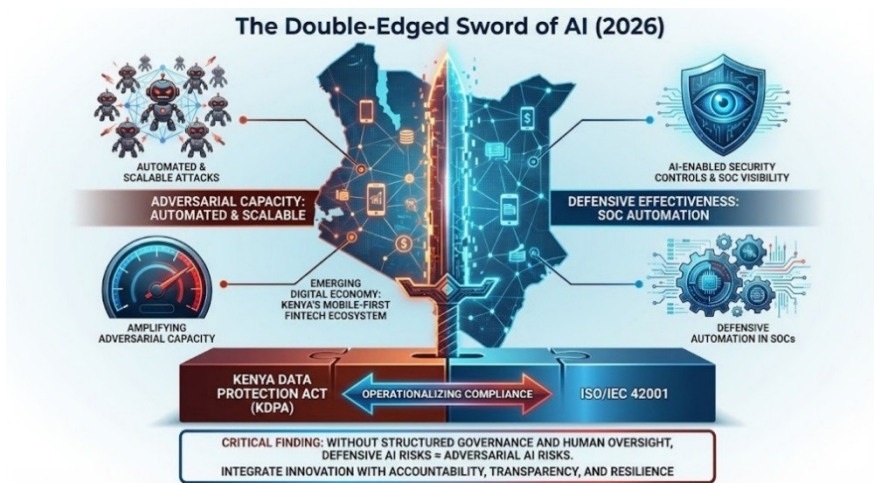 The Double-Edged Sword of AI (2026)
AUTOMATED &
SCALABLE ATTACKS
ADVERSARIAL CAPACITY:
AUTOMATED & SCALABLE
AMPLIFYING
ADVERSARIAL CAPACITY
EMERGING
DIGITAL ECONOMY:
KENYA'S MOBILE-FIRST
FINTECH ECOSYSTEM
AI-ENABLED SECURITY
CONTROLS & SOC VISIBILITY
DEFENSIVE EFFECTIVENESS:
SOC AUTOMATION
DEFENSIVE
AUTOMATION IN SOCs
KENYA DATA
PROTECTION ACT
(KDPA)
OPERATIONALIZING COMPLIANCE
ISO/IEC 42001
CRITICAL FINDING: WITHOUT STRUCTURED GOVERNANCE AND HUMAN OVERSIGHT,
DEFENSIVE AI RISKS = ADVERSARIAL AI RISKS.
INTEGRATE INNOVATION WITH ACCOUNTABILITY, TRANSPARENCY, AND RESILIENCE